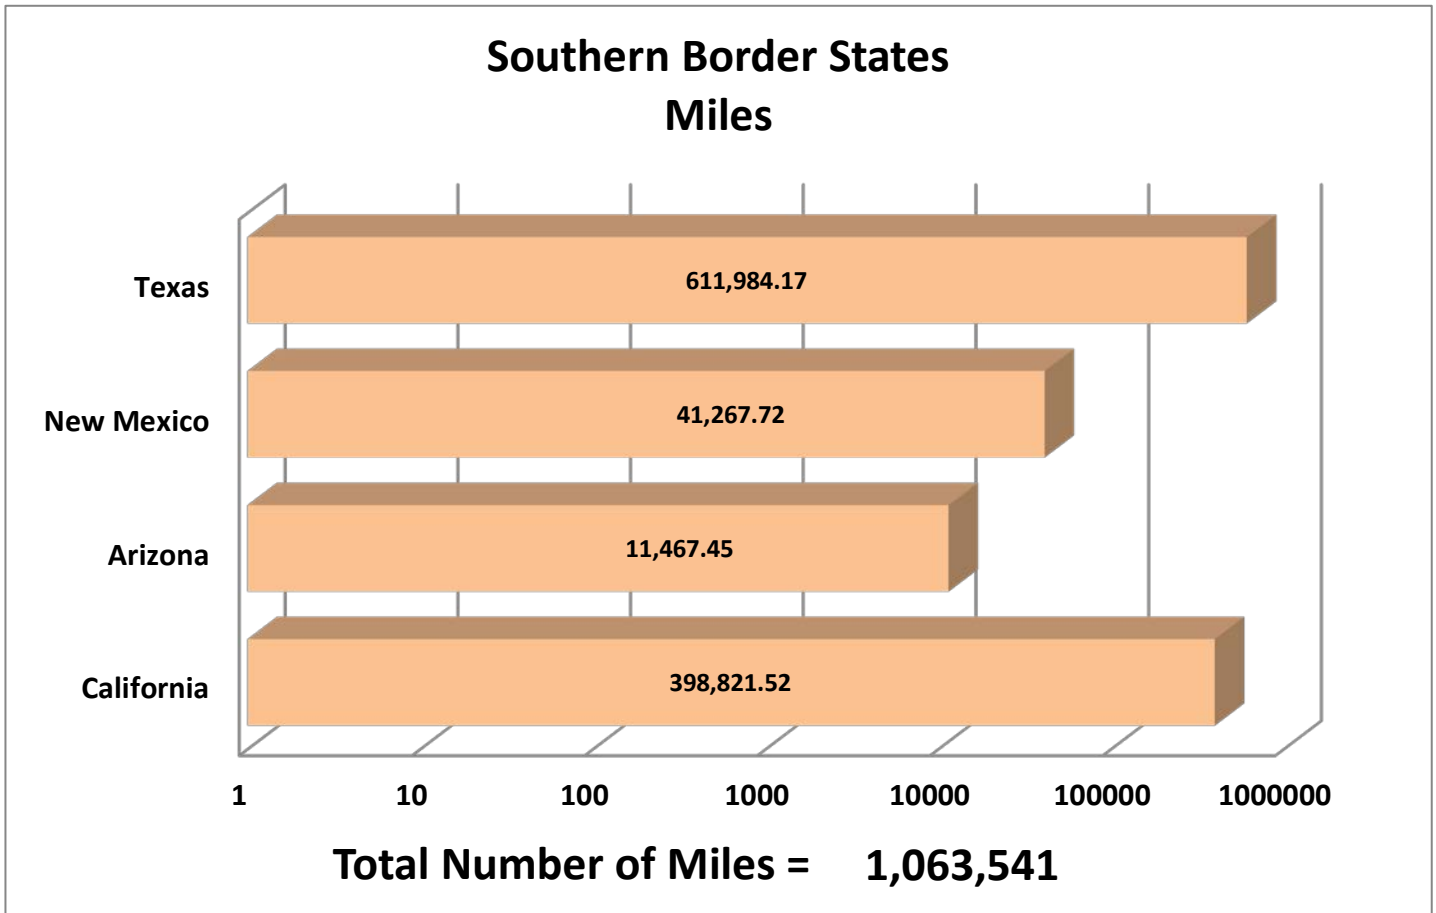 Southern Border States
Miles
Texas
611,984.17
New Mexico
41,267.72
Arizona
11,467.45
California
398,821.52
1 10 100 1000 10000 100000 1000000
Total Number of Miles = 1,063,541